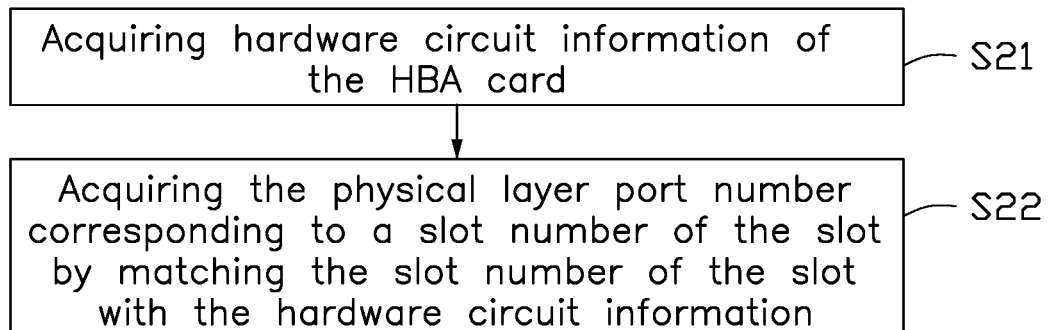 Acquiring hardware circuit information of
the HBA card
S21
Acquiring the physical layer port number
corresponding to a slot number of the slot
by matching the slot number of the slot
with the hardware circuit information
S22